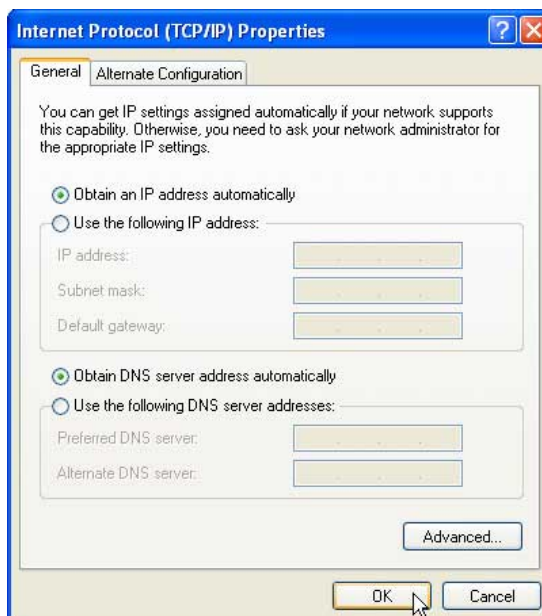 Internet Protocol (TCP/IP) Properties
General
Alternate Configuration
You can get IP settings assigned automatically if your network supports
this capability. Otherwise, you need to ask your network administrator for
the appropriate IP settings.
Obtain an IP address automatically
Use the following IP address:
IP address:
Subnet mask:
Default gateway:
Obtain DNS server address automatically
Use the following DNS server addresses:
Preferred DNS server:
Alternate DNS server:
Advanced...
OK
Cancel